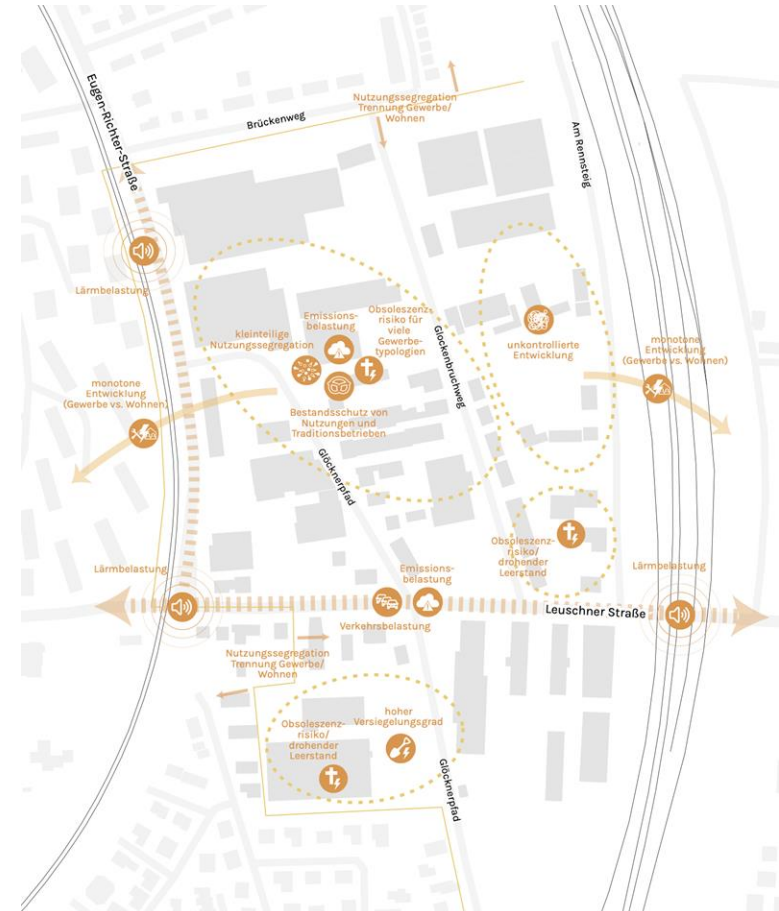 Eugen-Richter-Straße
Brückenweg
Nutzungssegregation
Trennung Gewerbe/
Wohnen
Am Rennsteig
Lärmbelastung
kleinteilige
Nutzungssegregation
Emissions-
belastung
Obsoleszenz-
risiko für
viele
Gewerbe-
typologien
Bestandsschutz von
Nutzungen und
Traditionsbetrieben
Glockenbruchweg
unkontrollierte
Entwicklung
monotone
Entwicklung
(Gewerbe vs. Wohnen)
monotone
Entwicklung
(Gewerbe vs. Wohnen)
Glöcknerpfad
Obsoleszenz-
risiko/
drohender
Leerstand
Lärmbelastung
Emissions-
belastung
Verkehrsbelastung
Lärmbelastung
Leuschner Straße
Nutzungssegregation
Trennung Gewerbe/
Wohnen
Obsoleszenz-
risiko/
drohender
Leerstand
hoher
Versiegelungsgrad
Glöcknerpfad